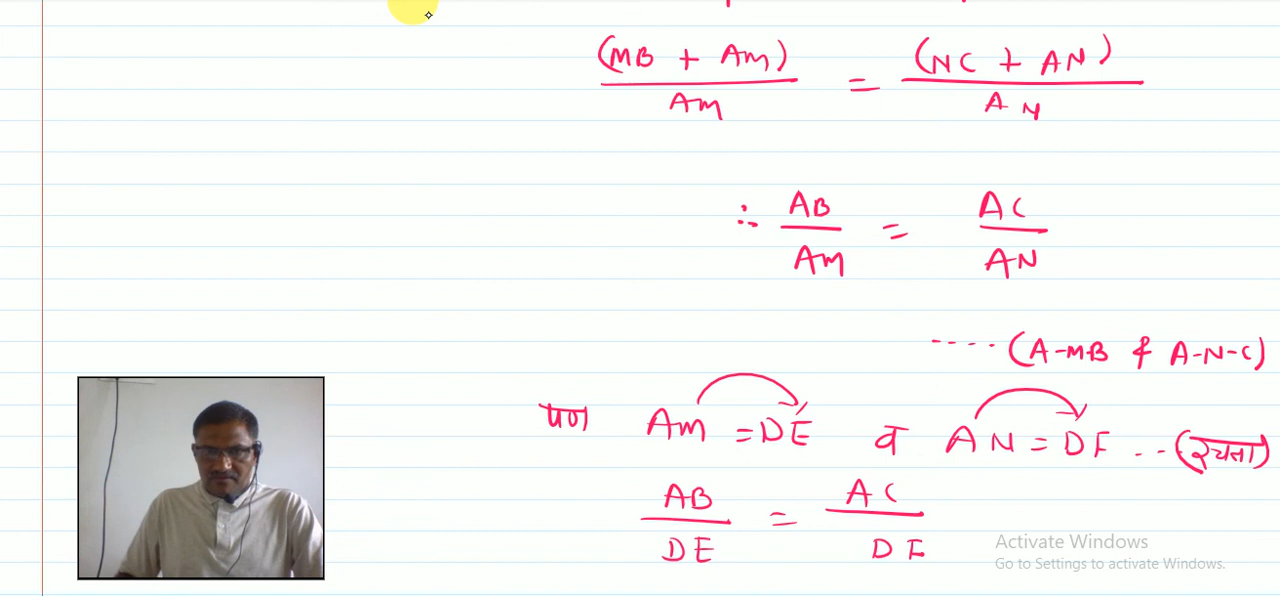 (MB + AM) / AM = (NC + AN) / AN
∴ AB / AM = AC / AN
.... (A-M-B & A-N-C)
पण AM = DE व AN = DF .. (रचना)
AB / DE = AC / DF
Activate Windows
Go to Settings to activate Windows.